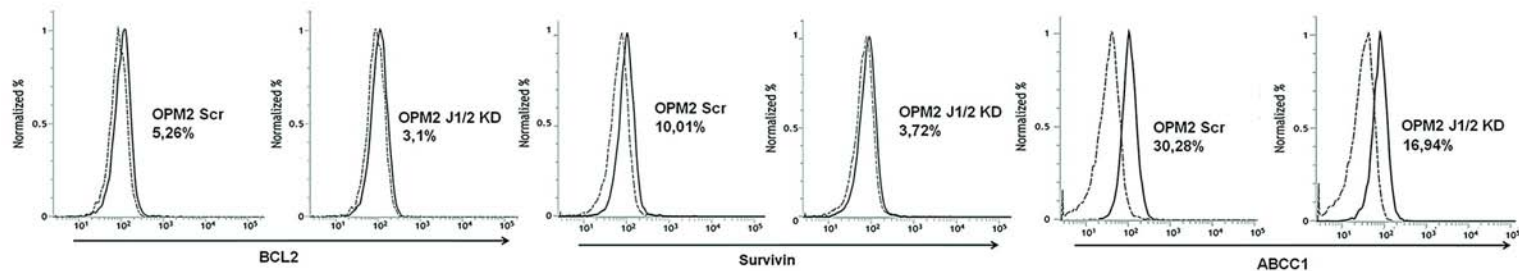 Normalized %
1
0.5
0
OPM2 Scr
5,26%
10¹ 10² 10³ 10⁴ 10⁵
Normalized %
1
0.5
0
OPM2 J1/2 KD
3,1%
10¹ 10² 10³ 10⁴ 10⁵
BCL2
Normalized %
1
0.5
0
OPM2 Scr
10,01%
10¹ 10² 10³ 10⁴ 10⁵
Normalized %
1
0.5
0
OPM2 J1/2 KD
3,72%
10¹ 10² 10³ 10⁴ 10⁵
Survivin
Normalized %
1
0.5
0
OPM2 Scr
30,28%
10¹ 10² 10³ 10⁴ 10⁵
Normalized %
1
0.5
0
OPM2 J1/2 KD
16,94%
10¹ 10² 10³ 10⁴ 10⁵
ABCC1